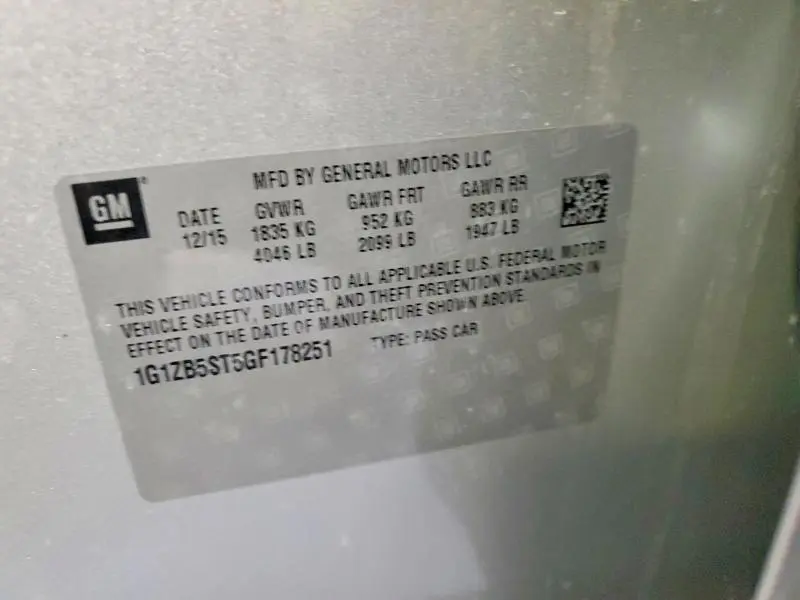 GM
MFD BY GENERAL MOTORS LLC
DATE GVWR GAWR FRT GAWR RR
12/15 1835 KG 952 KG 883 KG
4046 LB 2099 LB 1947 LB
THIS VEHICLE CONFORMS TO ALL APPLICABLE U.S. FEDERAL MOTOR
VEHICLE SAFETY, BUMPER, AND THEFT PREVENTION STANDARDS IN
EFFECT ON THE DATE OF MANUFACTURE SHOWN ABOVE.
1G1ZB5ST5GF178251 TYPE: PASS CAR